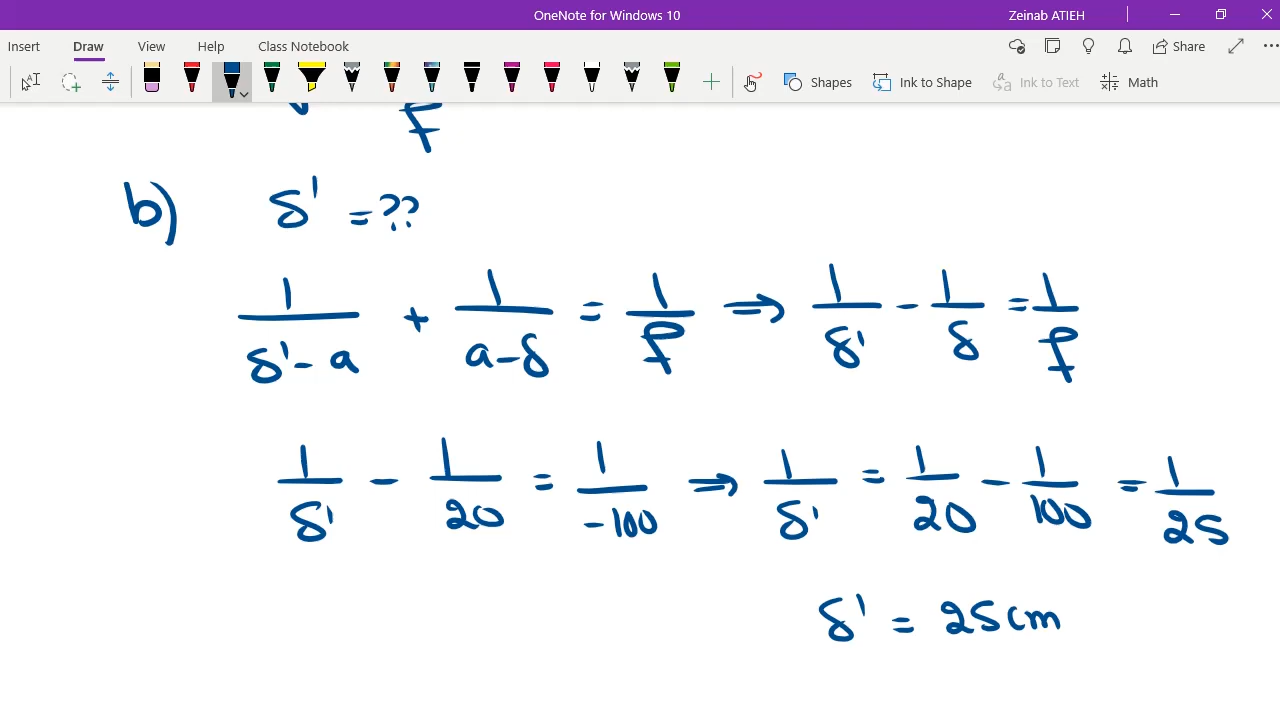 OneNote for Windows 10 Zeinab ATIEH
Insert Draw View Help Class Notebook Share
Shapes Ink to Shape Ink to Text Math
f
b) δ' = ??
1/(δ' - a) + 1/(a - δ) = 1/f ⇒ 1/δ' - 1/δ = 1/f
1/δ' - 1/20 = 1/-100 ⇒ 1/δ' = 1/20 - 1/100 = 1/25
δ' = 25 cm